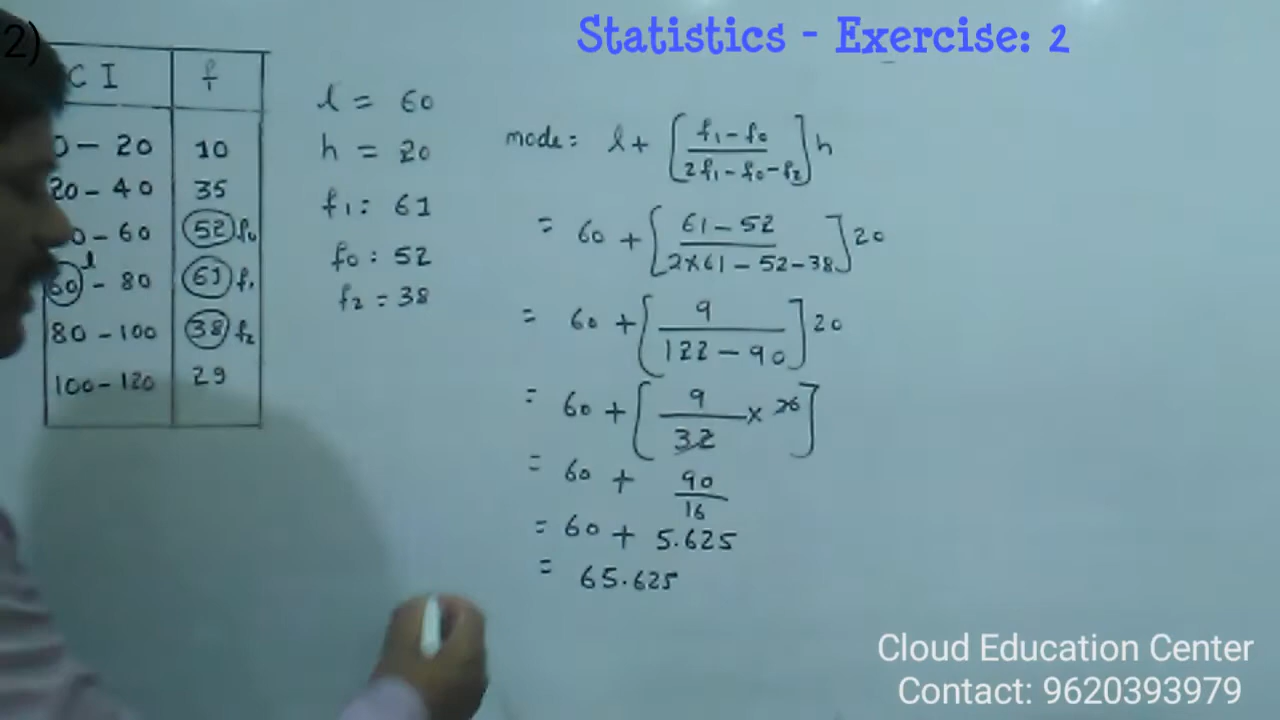 2)
Statistics - Exercise: 2
C I f
0 - 20 10
20 - 40 35
0 - 60 52 f₀
60 l - 80 61 f₁
80 - 100 38 f₂
100 - 120 29
l = 60
h = 20
f₁ : 61
f₀ : 52
f₂ = 38
mode: l + [ f₁ - f₀ / 2f₁ - f₀ - f₂ ] h
= 60 + [ 61 - 52 / 2×61 - 52 - 38 ] 20
= 60 + [ 9 / 122 - 90 ] 20
= 60 + [ 9 / 32 × 20 ]
= 60 + 90 / 16
= 60 + 5.625
= 65.625
Cloud Education Center
Contact: 9620393979